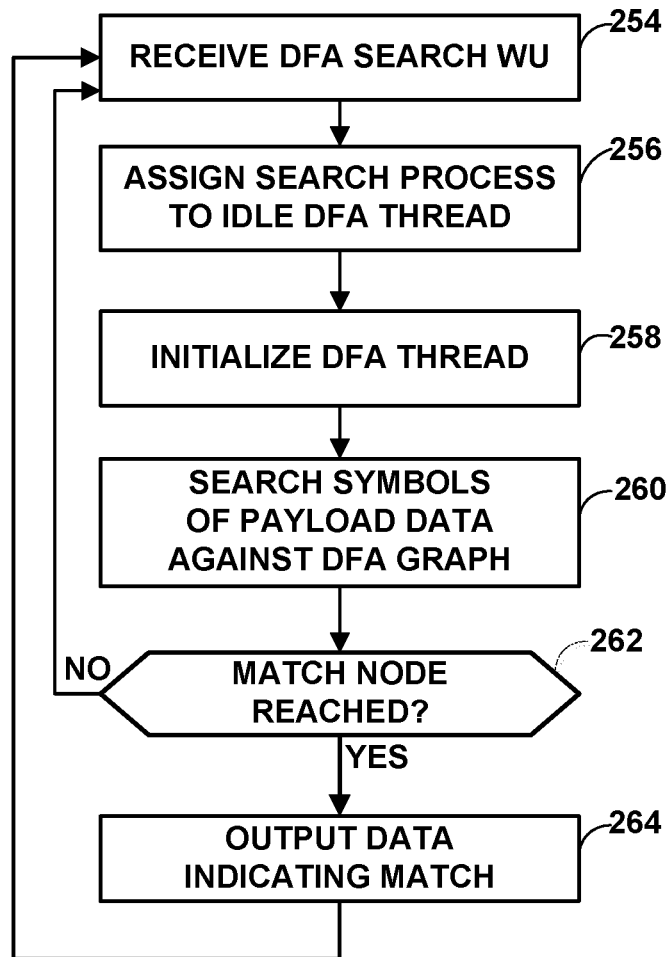 254
RECEIVE DFA SEARCH WU
256
ASSIGN SEARCH PROCESS
TO IDLE DFA THREAD
258
INITIALIZE DFA THREAD
260
SEARCH SYMBOLS
OF PAYLOAD DATA
AGAINST DFA GRAPH
262
NO
MATCH NODE
REACHED?
YES
264
OUTPUT DATA
INDICATING MATCH